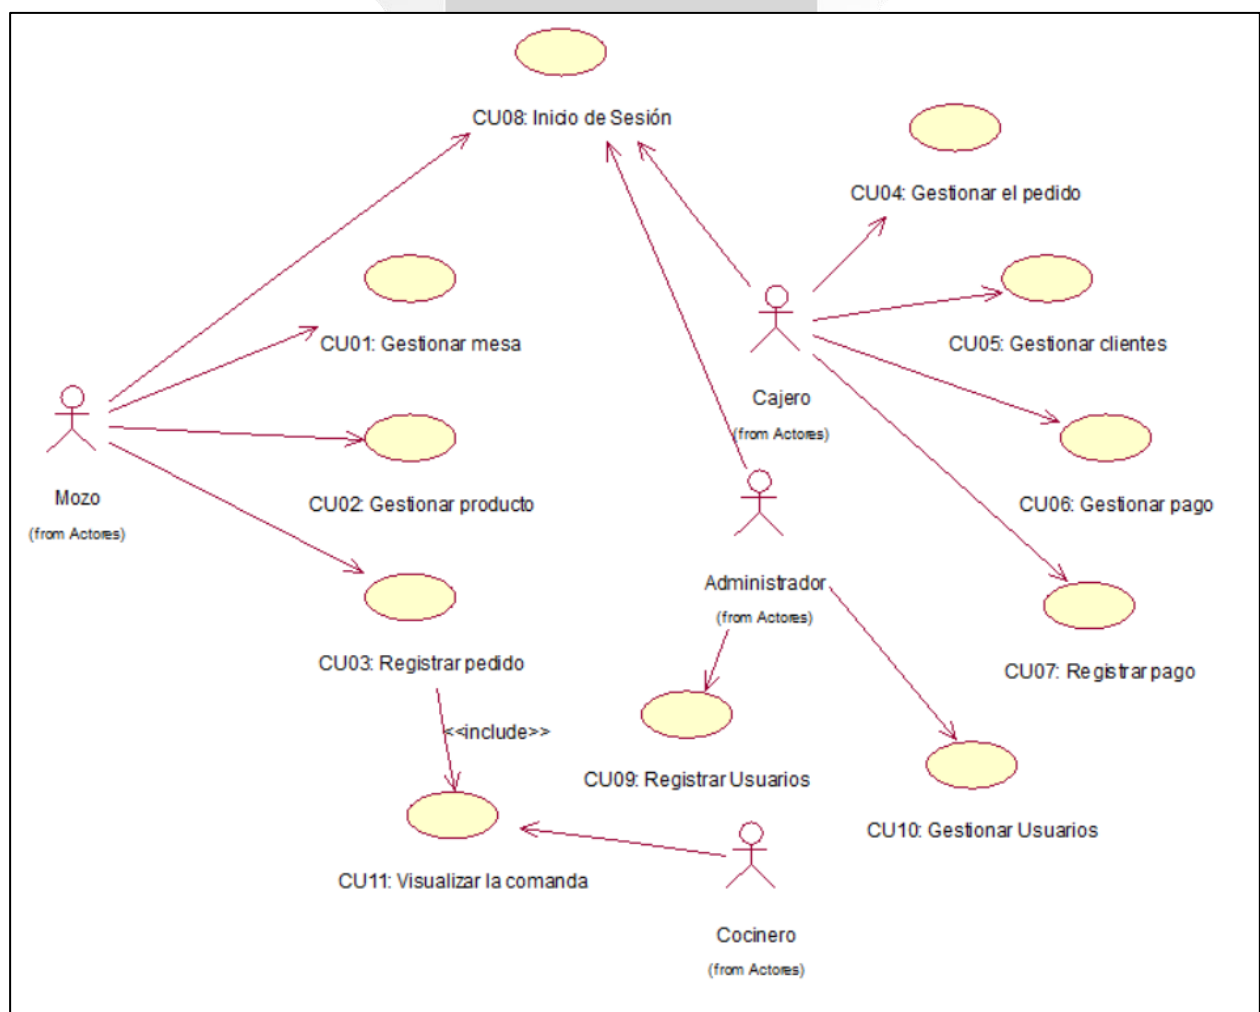 CU08: Inicio de Sesión
CU04: Gestionar el pedido
CU01: Gestionar mesa
CU05: Gestionar clientes
Cajero
(from Actores)
Mozo
(from Actores)
CU02: Gestionar producto
CU06: Gestionar pago
Administrador
(from Actores)
CU03: Registrar pedido
CU07: Registrar pago
<<include>>
CU09: Registrar Usuarios
CU10: Gestionar Usuarios
CU11: Visualizar la comanda
Cocinero
(from Actores)